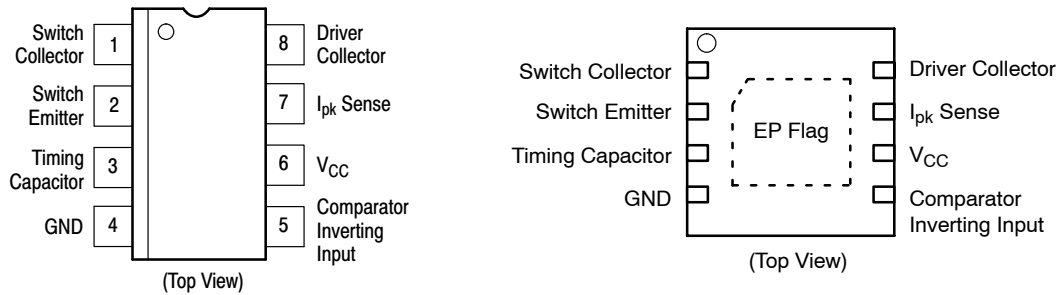 Switch
Collector
1
8
Driver
Collector
Switch
Emitter
2
7
Ipk Sense
Timing
Capacitor
3
6
VCC
GND
4
5
Comparator
Inverting
Input
(Top View)
Switch Collector
Driver Collector
Switch Emitter
Ipk Sense
EP Flag
Timing Capacitor
VCC
GND
Comparator
Inverting Input
(Top View)